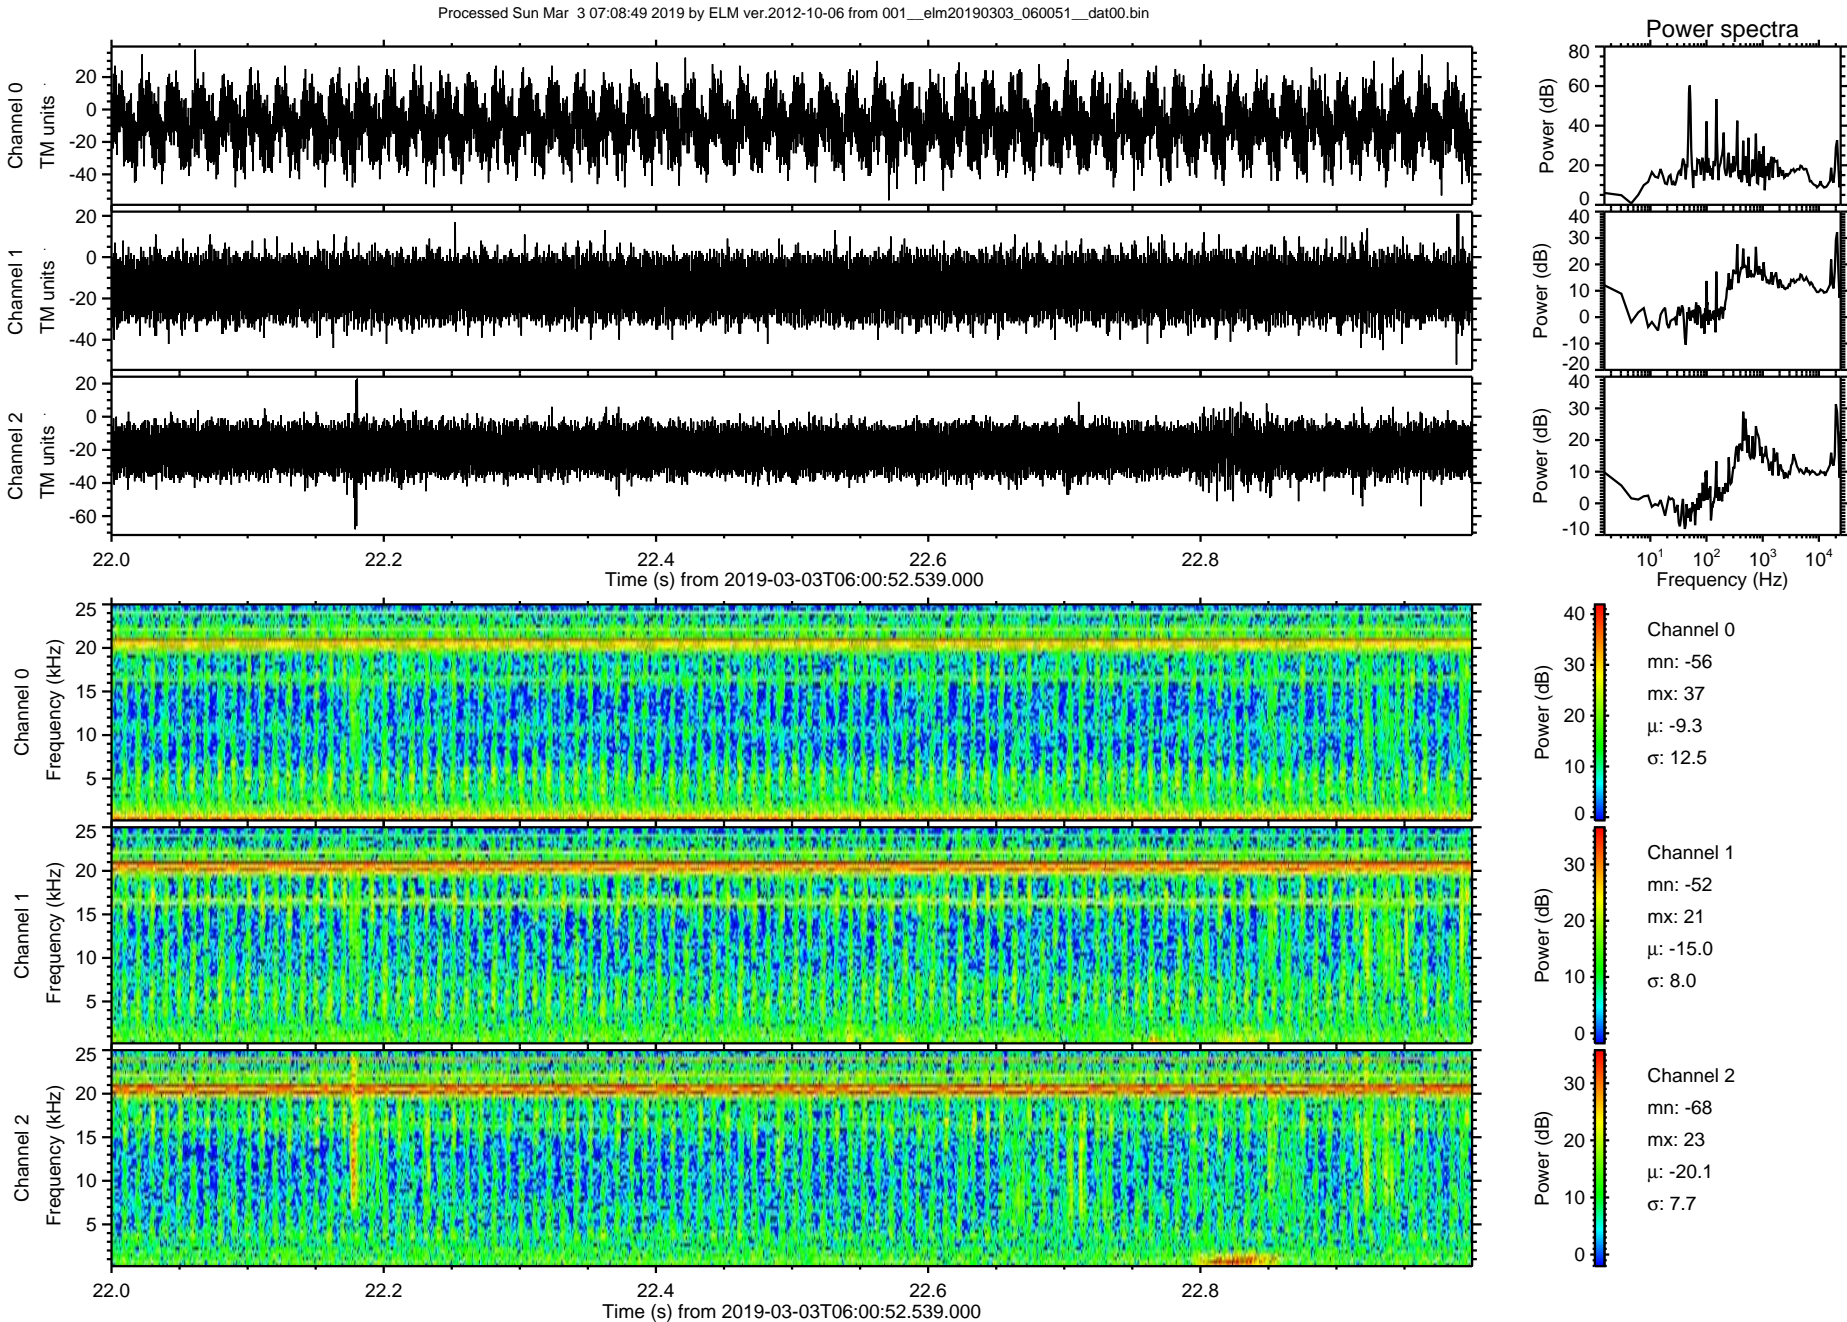 Processed Sun Mar 3 07:08:49 2019 by ELM ver.2012-10-06 from 001__elm20190303_060051__dat00.bin
Power spectra
Channel 0
TM units
20
0
-20
-40
Power (dB)
80
60
40
20
0
Channel 1
TM units
20
0
-20
-40
Power (dB)
40
30
20
10
0
-10
-20
Channel 2
TM units
20
0
-20
-40
-60
Power (dB)
40
30
20
10
0
-10
22.0 22.2 22.4 22.6 22.8
Time (s) from 2019-03-03T06:00:52.539.000
10¹ 10² 10³ 10⁴
Frequency (Hz)
Channel 0
Frequency (kHz)
25
20
15
10
5
Power (dB)
40
30
20
10
0
Channel 0
mn: -56
mx: 37
μ: -9.3
σ: 12.5
Channel 1
Frequency (kHz)
25
20
15
10
5
Power (dB)
30
20
10
0
Channel 1
mn: -52
mx: 21
μ: -15.0
σ: 8.0
Channel 2
Frequency (kHz)
25
20
15
10
5
Power (dB)
30
20
10
0
Channel 2
mn: -68
mx: 23
μ: -20.1
σ: 7.7
22.0 22.2 22.4 22.6 22.8
Time (s) from 2019-03-03T06:00:52.539.000